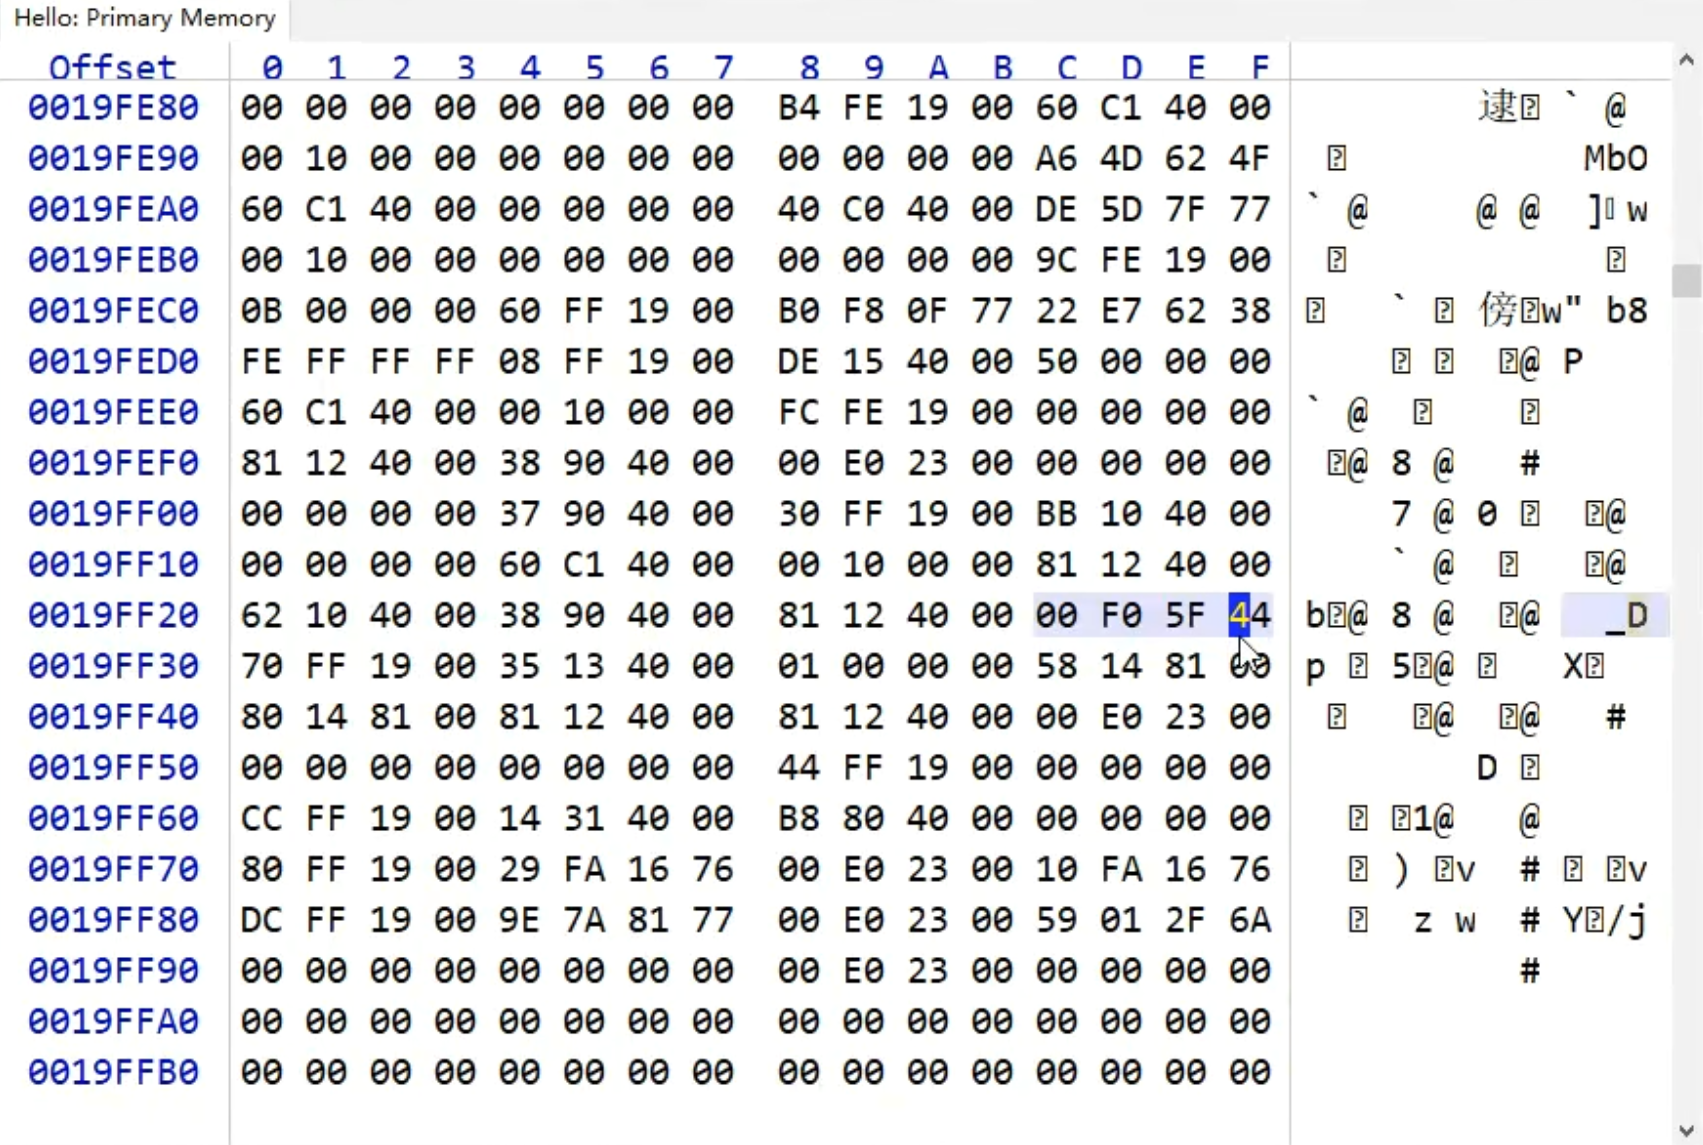 Hello: Primary Memory
Offset 0 1 2 3 4 5 6 7 8 9 A B C D E F
0019FE80 00 00 00 00 00 00 00 00 B4 FE 19 00 60 C1 40 00 逮 ` @
0019FE90 00 10 00 00 00 00 00 00 00 00 00 00 A6 4D 62 4F MbO
0019FEA0 60 C1 40 00 00 00 00 00 40 C0 40 00 DE 5D 7F 77 ` @ @ @ ] w
0019FEB0 00 10 00 00 00 00 00 00 00 00 00 00 9C FE 19 00
0019FEC0 0B 00 00 00 60 FF 19 00 B0 F8 0F 77 22 E7 62 38 ` 傍 w" b8
0019FED0 FE FF FF FF 08 FF 19 00 DE 15 40 00 50 00 00 00 @ P
0019FEE0 60 C1 40 00 00 10 00 00 FC FE 19 00 00 00 00 00 ` @
0019FEF0 81 12 40 00 38 90 40 00 00 E0 23 00 00 00 00 00 @ 8 @ #
0019FF00 00 00 00 00 37 90 40 00 30 FF 19 00 BB 10 40 00 7 @ 0 @
0019FF10 00 00 00 00 60 C1 40 00 00 10 00 00 81 12 40 00 ` @ @
0019FF20 62 10 40 00 38 90 40 00 81 12 40 00 00 F0 5F 44 b @ 8 @ @ _D
0019FF30 70 FF 19 00 35 13 40 00 01 00 00 00 58 14 81 00 p 5 @ X
0019FF40 80 14 81 00 81 12 40 00 81 12 40 00 00 E0 23 00 @ @ #
0019FF50 00 00 00 00 00 00 00 00 44 FF 19 00 00 00 00 00 D
0019FF60 CC FF 19 00 14 31 40 00 B8 80 40 00 00 00 00 00 1@ @
0019FF70 80 FF 19 00 29 FA 16 76 00 E0 23 00 10 FA 16 76 ) v # v
0019FF80 DC FF 19 00 9E 7A 81 77 00 E0 23 00 59 01 2F 6A z w # Y /j
0019FF90 00 00 00 00 00 00 00 00 00 E0 23 00 00 00 00 00 #
0019FFA0 00 00 00 00 00 00 00 00 00 00 00 00 00 00 00 00
0019FFB0 00 00 00 00 00 00 00 00 00 00 00 00 00 00 00 00